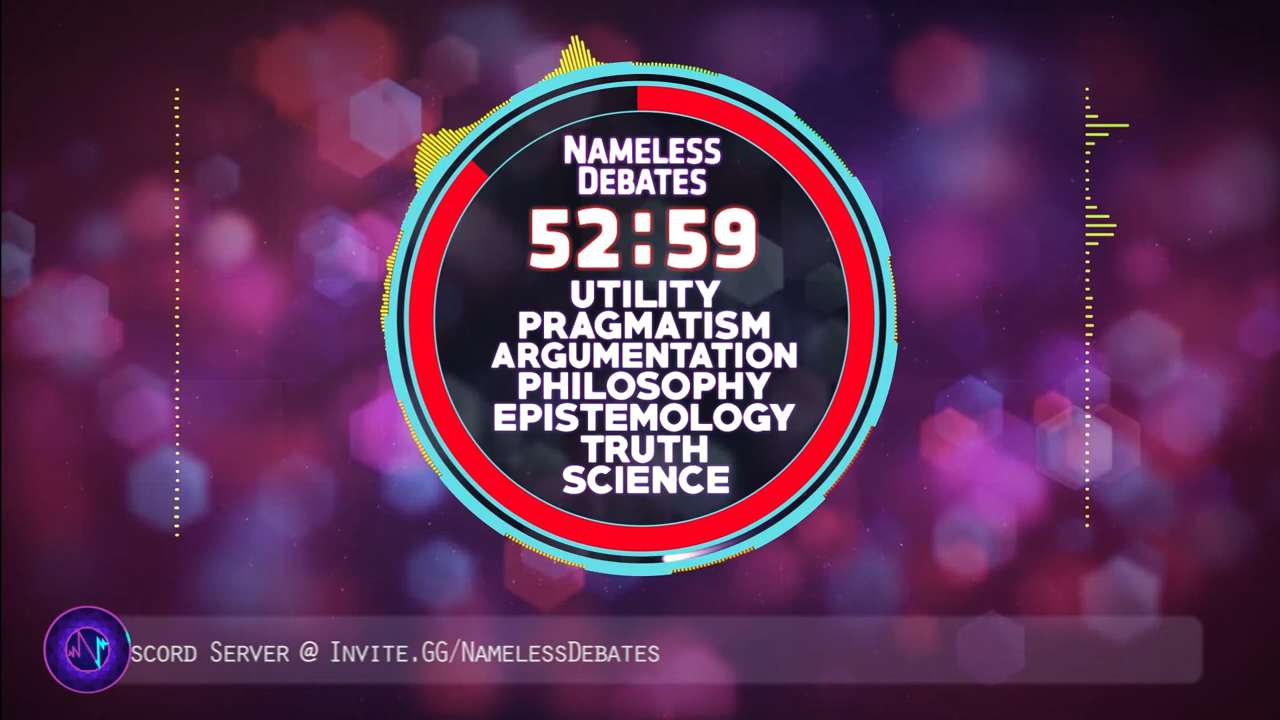 NAMELESS
DEBATES
52:59
UTILITY
PRAGMATISM
ARGUMENTATION
PHILOSOPHY
EPISTEMOLOGY
TRUTH
SCIENCE
SCORD SERVER @ INVITE.GG/NAMELESSDEBATES